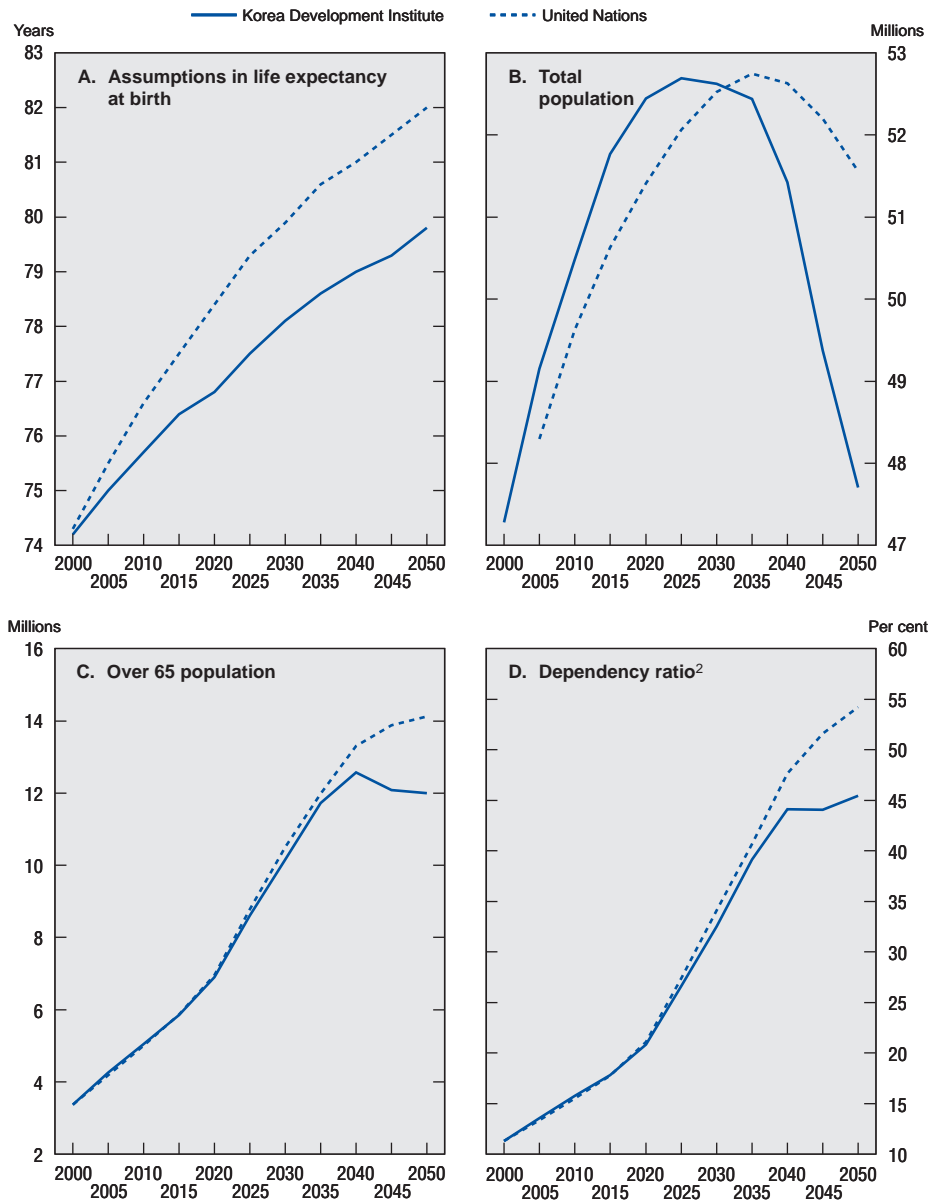 Korea Development Institute United Nations
Years Millions
83 53
A. Assumptions in life expectancy B. Total
at birth population
82
52
81
80 51
79
50
78
77 49
76
48
75
74 47
2000 2010 2020 2030 2040 2050 2000 2010 2020 2030 2040 2050
2005 2015 2025 2035 2045 2005 2015 2025 2035 2045
Millions Per cent
16 60
C. Over 65 population D. Dependency ratio2
55
14
50
12 45
40
10
35
8 30
25
6
20
4
15
2 10
2000 2010 2020 2030 2040 2050 2000 2010 2020 2030 2040 2050
2005 2015 2025 2035 2045 2005 2015 2025 2035 2045